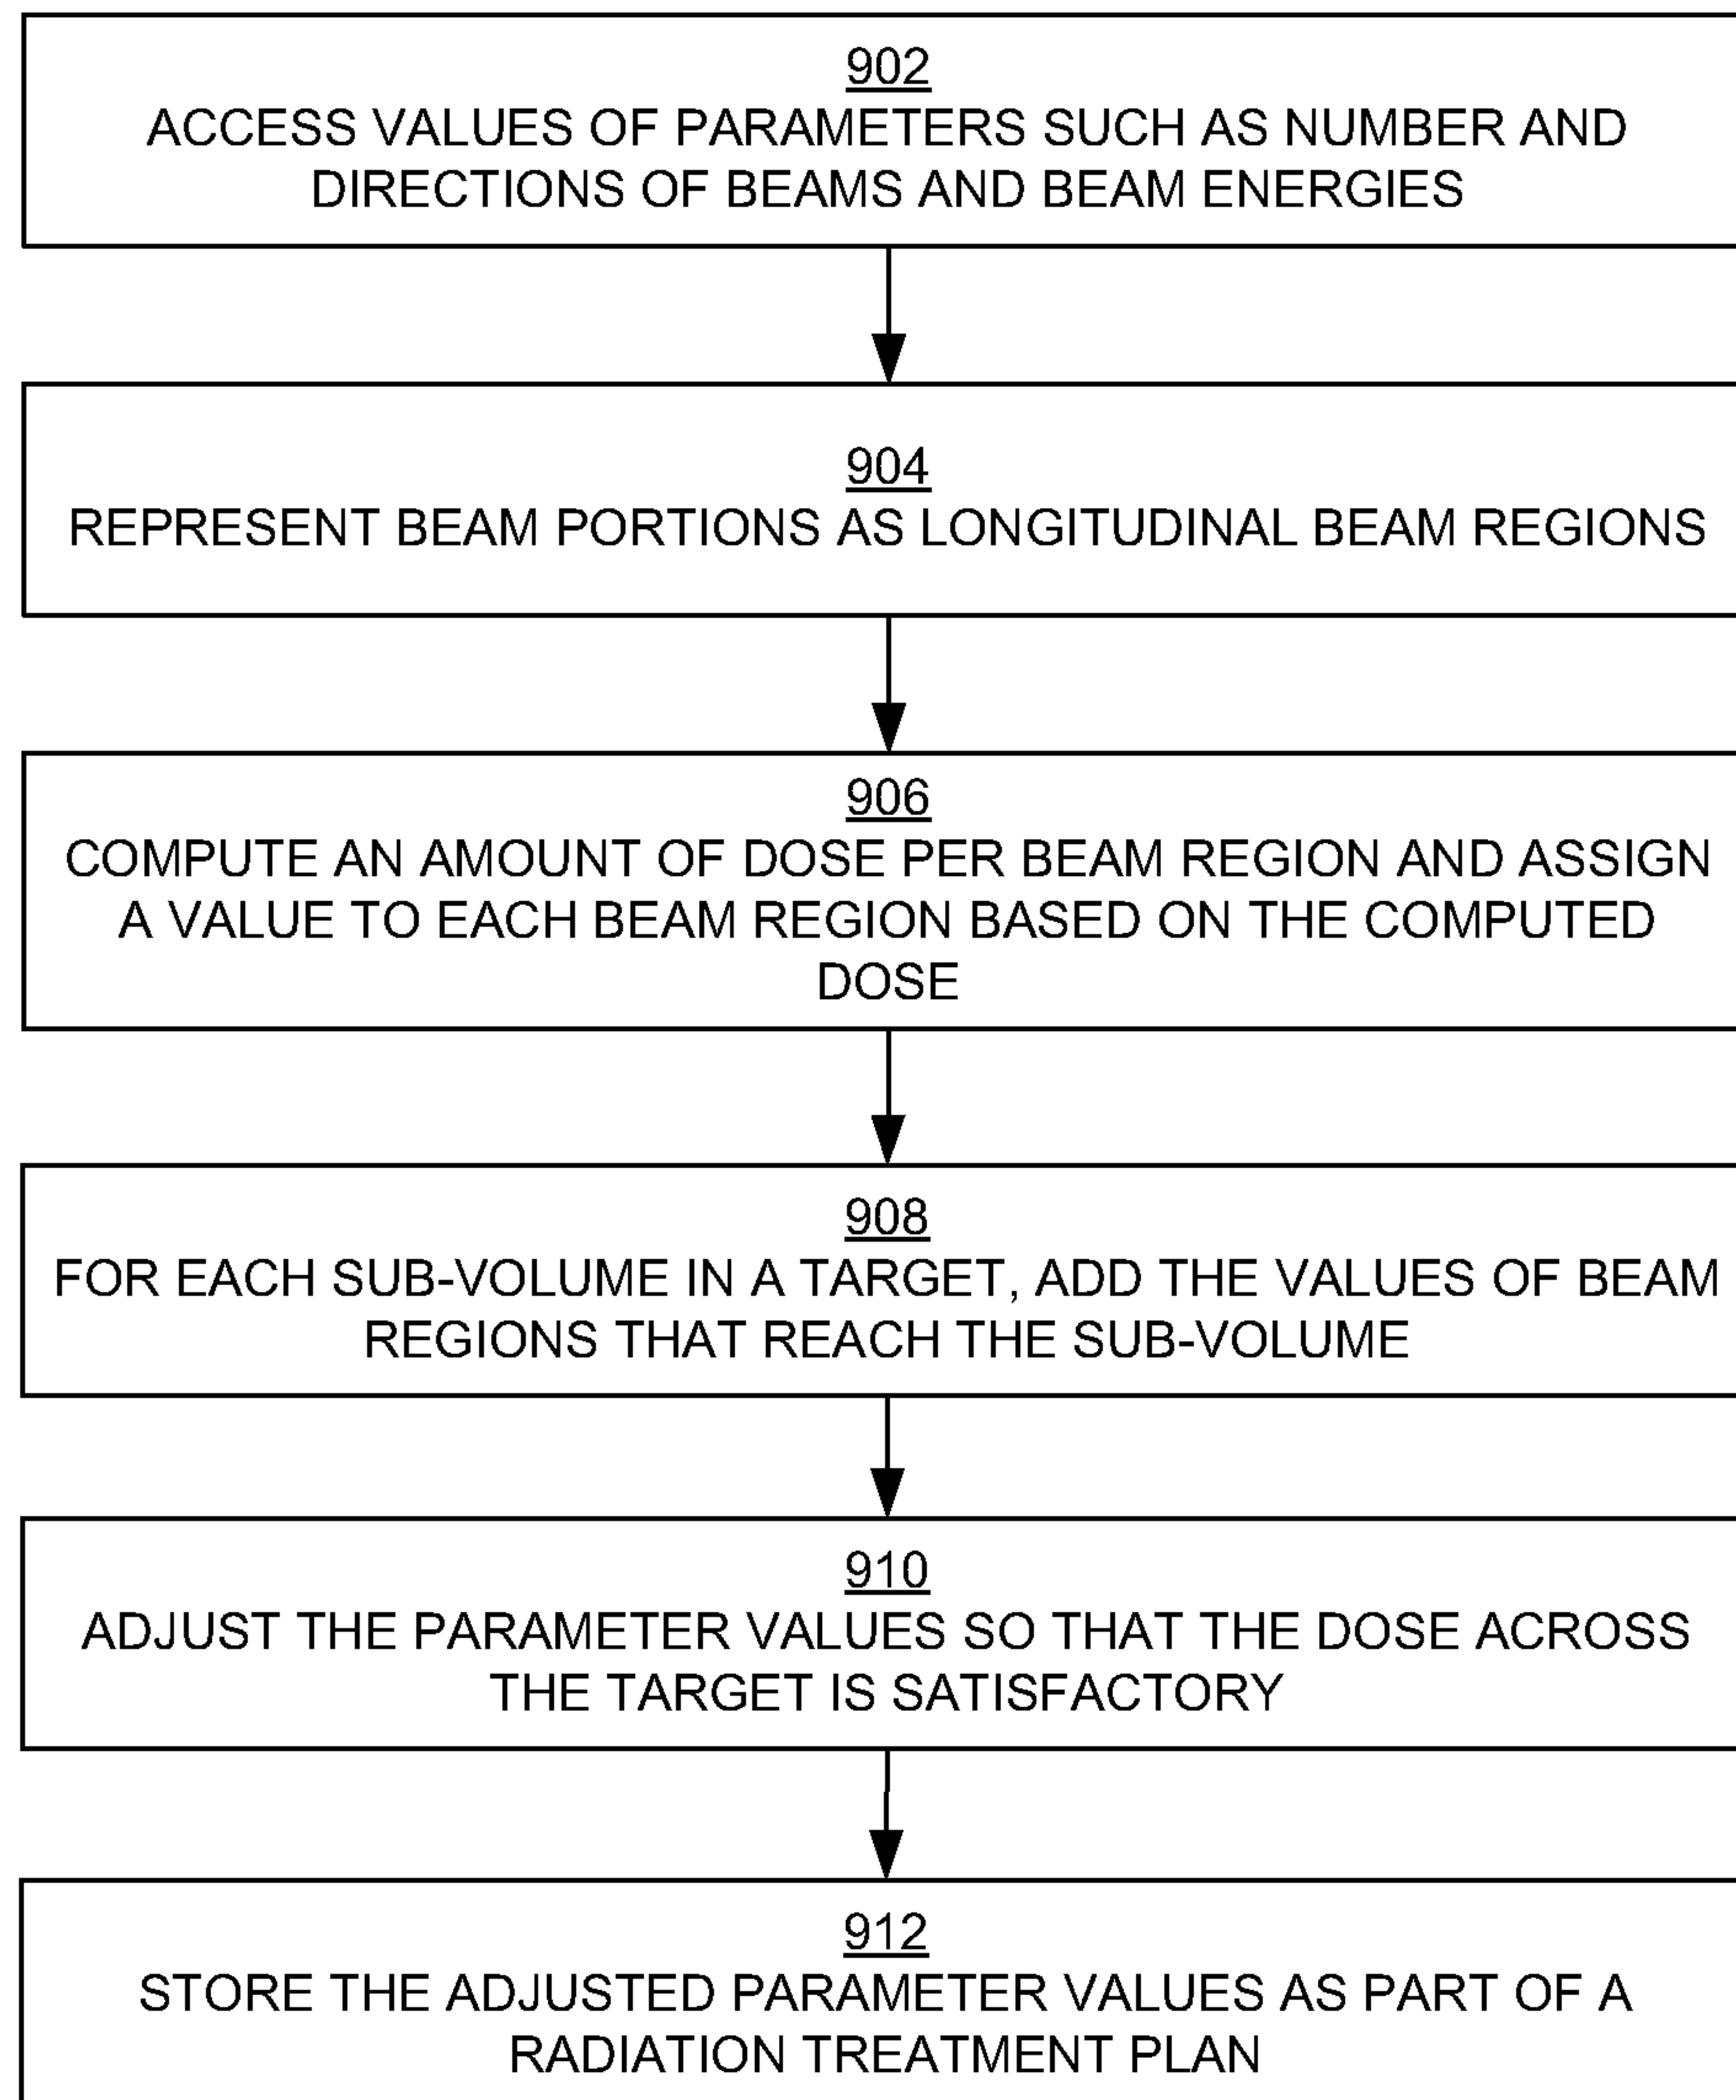 902
ACCESS VALUES OF PARAMETERS SUCH AS NUMBER AND
DIRECTIONS OF BEAMS AND BEAM ENERGIES
904
REPRESENT BEAM PORTIONS AS LONGITUDINAL BEAM REGIONS
906
COMPUTE AN AMOUNT OF DOSE PER BEAM REGION AND ASSIGN
A VALUE TO EACH BEAM REGION BASED ON THE COMPUTED
DOSE
908
FOR EACH SUB-VOLUME IN A TARGET, ADD THE VALUES OF BEAM
REGIONS THAT REACH THE SUB-VOLUME
910
ADJUST THE PARAMETER VALUES SO THAT THE DOSE ACROSS
THE TARGET IS SATISFACTORY
912
STORE THE ADJUSTED PARAMETER VALUES AS PART OF A
RADIATION TREATMENT PLAN